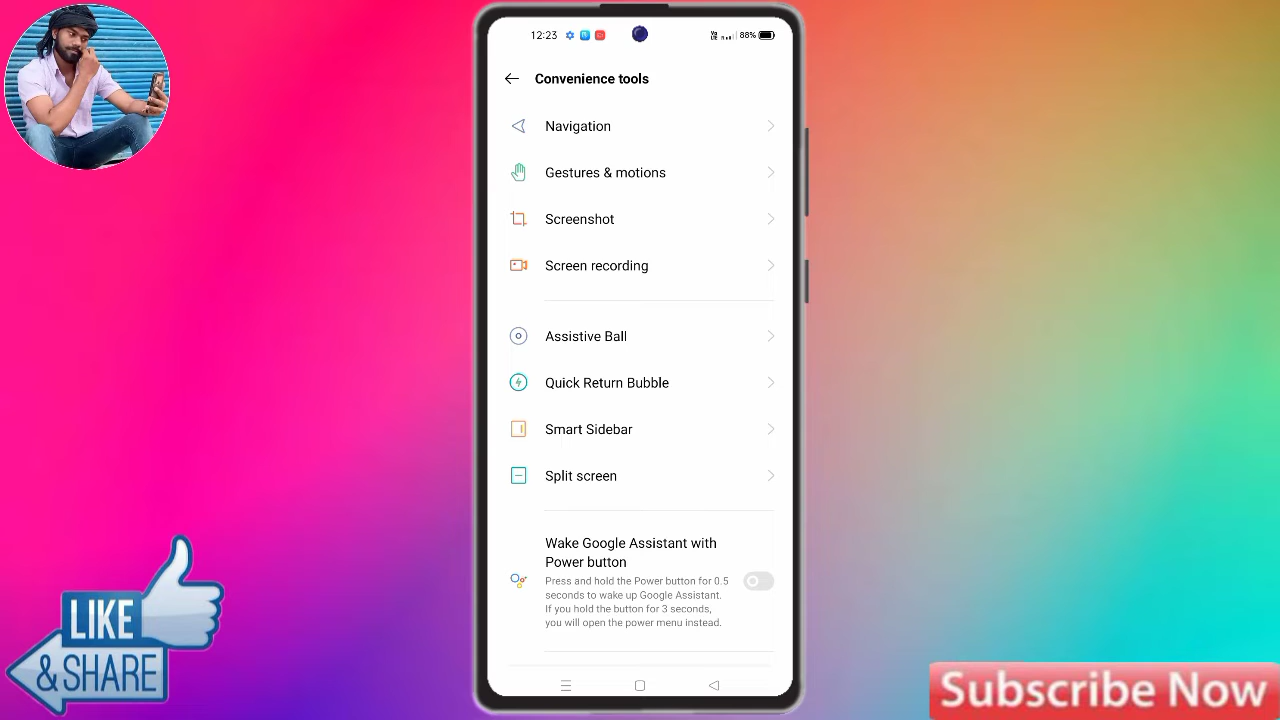 12:23
88%
Convenience tools
Navigation
Gestures & motions
Screenshot
Screen recording
Assistive Ball
Quick Return Bubble
Smart Sidebar
Split screen
Wake Google Assistant with
Power button
Press and hold the Power button for 0.5
seconds to wake up Google Assistant.
If you hold the button for 3 seconds,
you will open the power menu instead.
LIKE
& SHARE
Subscribe Now